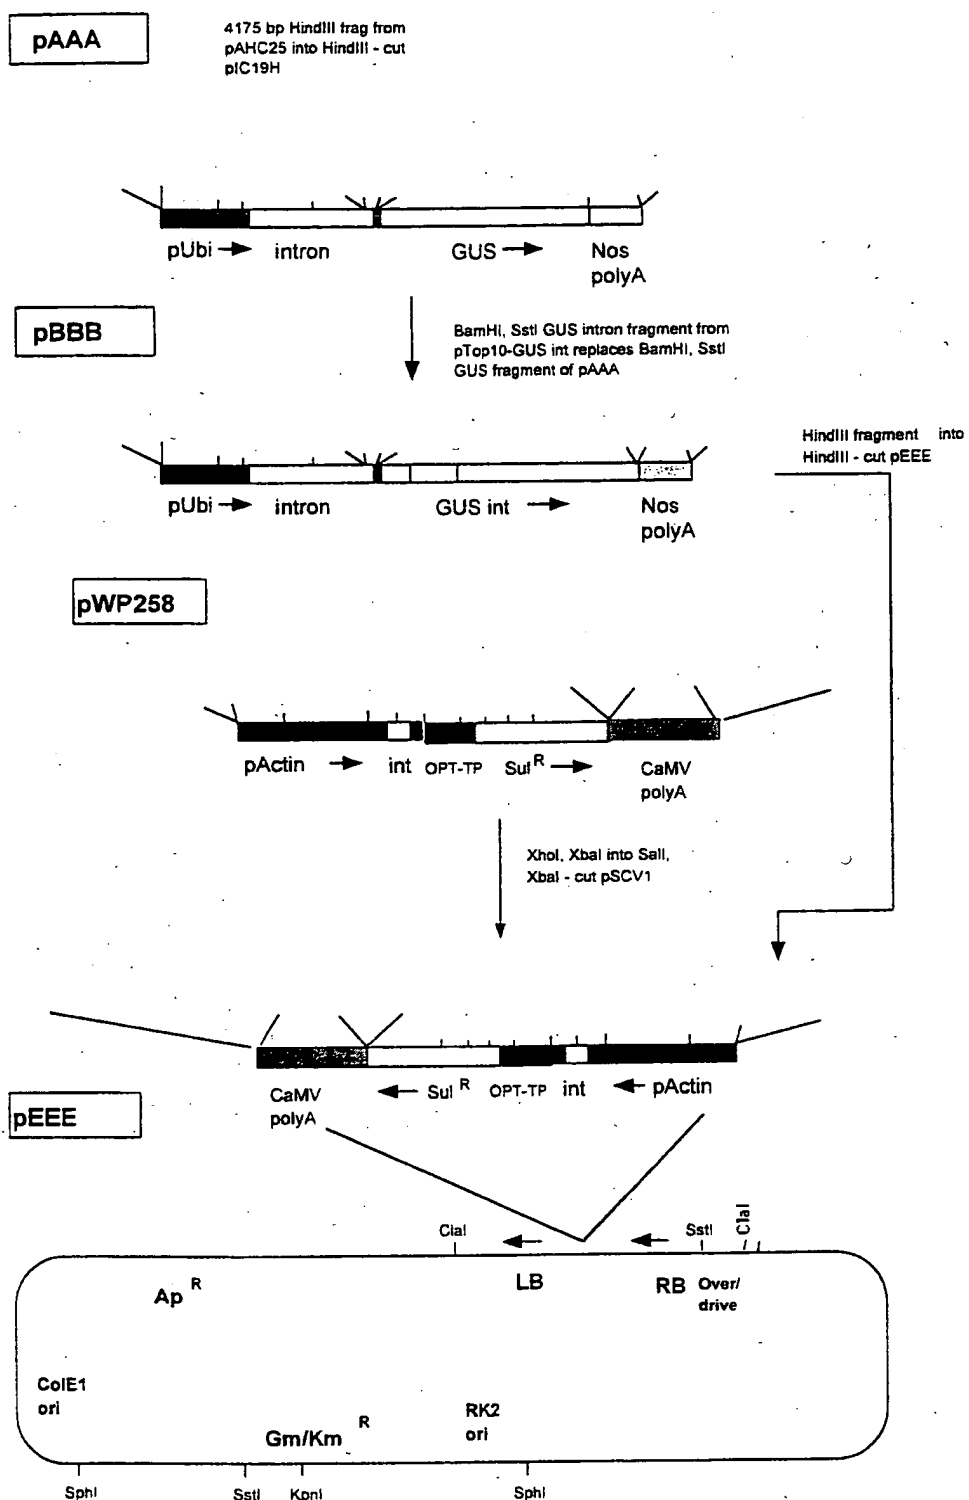 pAAA
4175 bp HindIII frag from
pAHC25 into HindIII - cut
pIC19H
pUbi intron GUS Nos
polyA
pBBB
BamHI, SstI GUS intron fragment from
pTop10-GUS int replaces BamHI, SstI
GUS fragment of pAAA
HindIII fragment into
HindIII - cut pEEE
pUbi intron GUS int Nos
polyA
pWP258
pActin int OPT-TP Sul R CaMV
polyA
XhoI, XbaI into SalI,
XbaI - cut pSCV1
CaMV Sul R OPT-TP int pActin
polyA
pEEE
ClaI SstI ClaI
Ap R LB RB Over/
drive
ColE1
ori
Gm/Km R RK2
ori
SphI SstI KpnI SphI